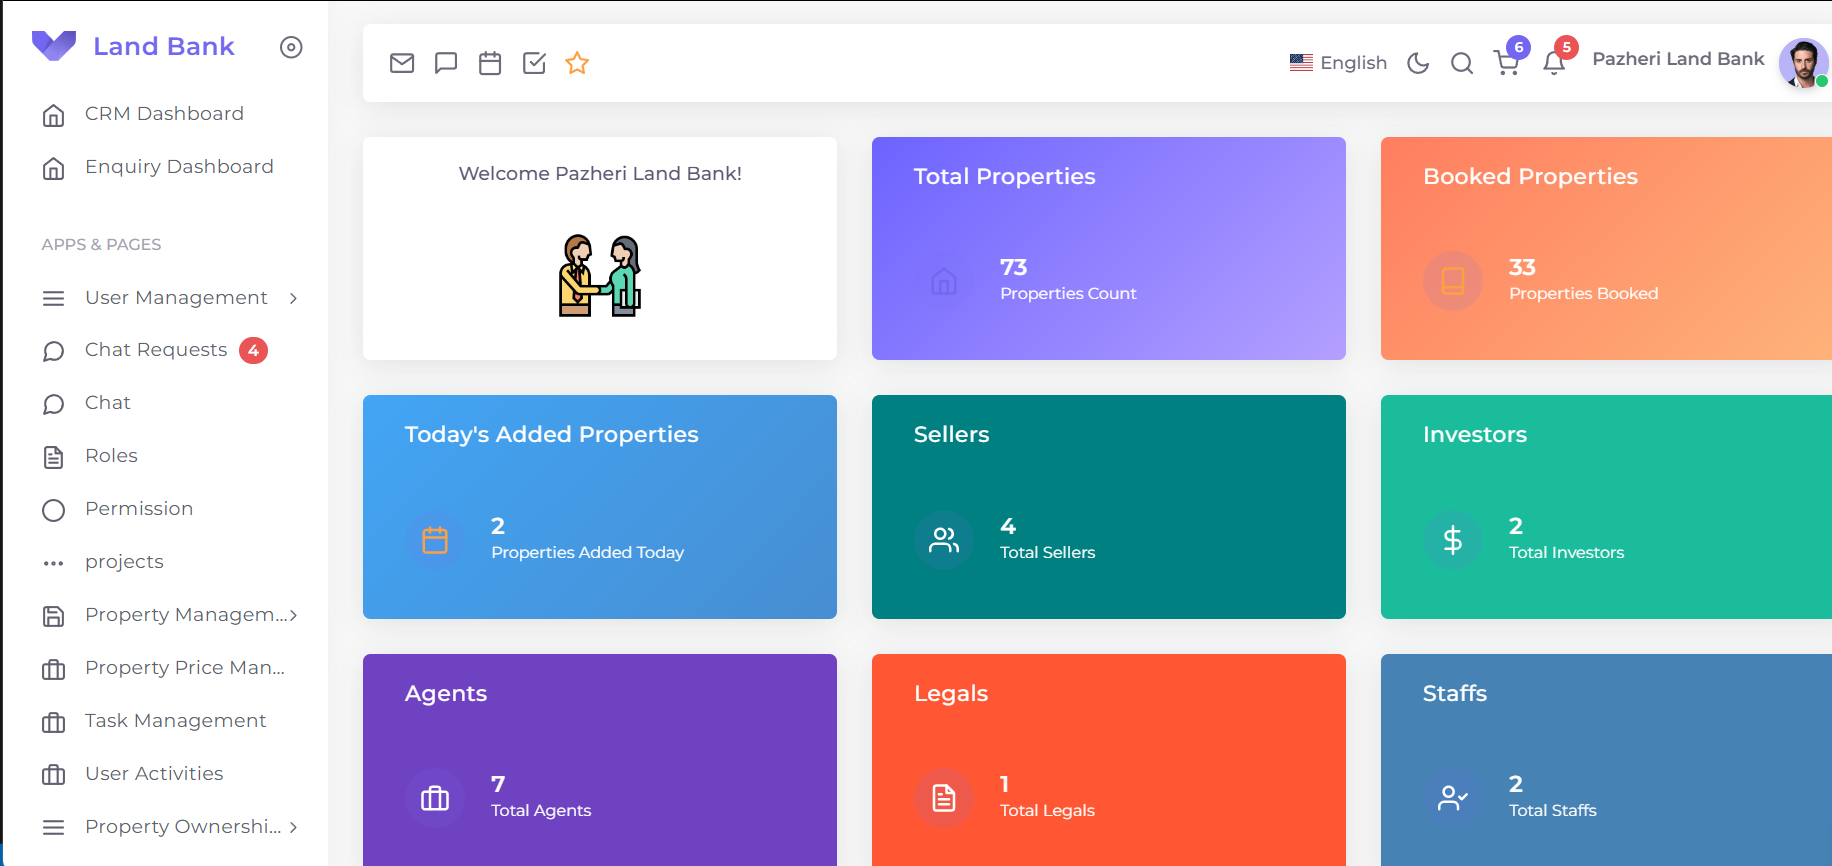 Land Bank
CRM Dashboard
Enquiry Dashboard
APPS & PAGES
User Management
Chat Requests 4
Chat
Roles
Permission
projects
Property Managem...
Property Price Man...
Task Management
User Activities
Property Ownershi...
English
6
5
Pazheri Land Bank
Welcome Pazheri Land Bank!
Total Properties
73
Properties Count
Booked Properties
33
Properties Booked
Today's Added Properties
2
Properties Added Today
Sellers
4
Total Sellers
Investors
2
Total Investors
Agents
7
Total Agents
Legals
1
Total Legals
Staffs
2
Total Staffs